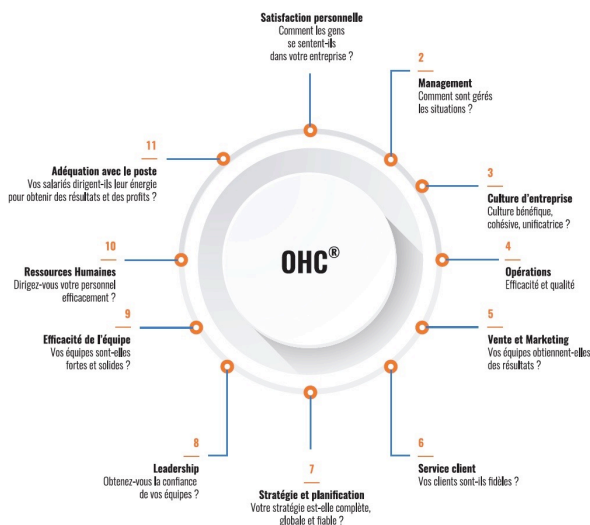 Satisfaction personnelle
Comment les gens
se sentent-ils
dans votre entreprise ?
2
Management
Comment sont gérés
les situations ?
3
Culture d'entreprise
Culture bénéfique,
cohésive, unificatrice ?
4
Opérations
Efficacité et qualité
5
Vente et Marketing
Vos équipes obtiennent-elles
des résultats ?
6
Service client
Vos clients sont-ils fidèles ?
7
Stratégie et planification
Votre stratégie est-elle complète,
globale et fiable ?
8
Leadership
Obtenez-vous la confiance
de vos équipes ?
9
Efficacité de l'équipe
Vos équipes sont-elles
fortes et solides ?
10
Ressources Humaines
Dirigez-vous votre personnel
efficacement ?
11
Adéquation avec le poste
Vos salariés dirigent-ils leur énergie
pour obtenir des résultats et des profits ?
OHC®